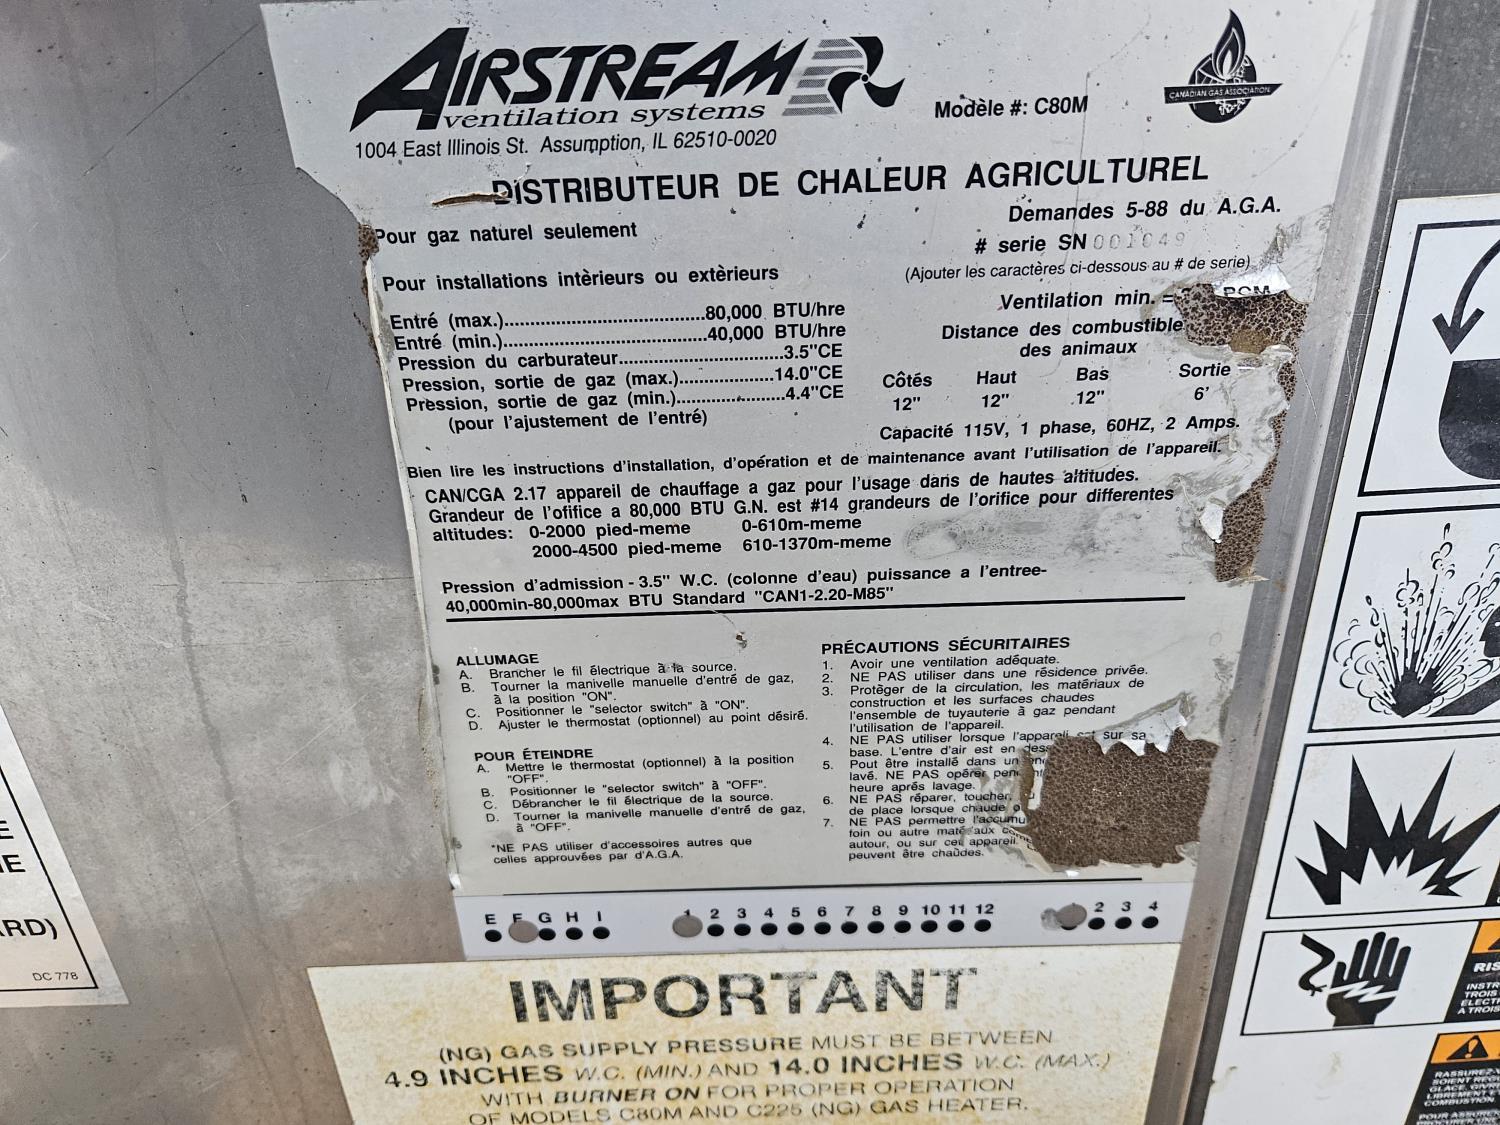 AIRSTREAM
ventilation systems
1004 East Illinois St. Assumption, IL 62510-0020
Modèle #: C80M
CANADIAN GAS ASSOCIATION
DISTRIBUTEUR DE CHALEUR AGRICULTUREL
Pour gaz naturel seulement
Demandes 5-88 du A.G.A.
# serie SN 001049
(Ajouter les caractères ci-dessous au # de serie)
Pour installations intèrieurs ou extèrieurs
Ventilation min. =
Entré (max.)......80,000 BTU/hre
Entré (min.)......40,000 BTU/hre
Pression du carburateur......3.5"CE
Pression, sortie de gaz (max.)......14.0"CE
Pression, sortie de gaz (min.)......4.4"CE
(pour l'ajustement de l'entré)
Distance des combustible
des animaux
Côtés Haut Bas Sortie
12" 12" 12" 6'
Capacité 115V, 1 phase, 60HZ, 2 Amps.
Bien lire les instructions d'installation, d'opération et de maintenance avant l'utilisation de l'appareil.
CAN/CGA 2.17 appareil de chauffage a gaz pour l'usage dans de hautes altitudes.
Grandeur de l'ofifice a 80,000 BTU G.N. est #14 grandeurs de l'orifice pour differentes
altitudes: 0-2000 pied-meme 0-610m-meme
2000-4500 pied-meme 610-1370m-meme
Pression d'admission - 3.5" W.C. (colonne d'eau) puissance a l'entree-
40,000min-80,000max BTU Standard "CAN1-2.20-M85"
ALLUMAGE
A. Brancher le fil électrique à la source.
B. Tourner la manivelle manuelle d'entré de gaz,
à la position "ON".
C. Positionner le "selector switch" à "ON".
D. Ajuster le thermostat (optionnel) au point désiré.
POUR ÉTEINDRE
A. Mettre le thermostat (optionnel) à la position
"OFF".
B. Positionner le "selector switch" à "OFF".
C. Débrancher le fil électrique de la source.
D. Tourner la manivelle manuelle d'entré de gaz,
à "OFF".
*NE PAS utiliser d'accessoires autres que
celles approuvées par d'A.G.A.
PRÉCAUTIONS SÉCURITAIRES
1. Avoir une ventilation adéquate.
2. NE PAS utiliser dans une résidence privée.
3. Protèger de la circulation, les matériaux de
construction et les surfaces chaudes
l'ensemble de tuyauterie à gaz pendant
l'utilisation de l'appareil.
4. NE PAS utiliser lorsque l'appareil est sur sa
base. L'entre d'air est en
5. Pout être installé dans un
lavé. NE PAS opérer
heure aprés lavage.
6. NE PAS réparer, toucher,
de place lorsque chaude
7. NE PAS permettre
foin ou autre matéraux
autour, ou sur cet appareil.
peuvent être chaudes.
E F G H I 1 2 3 4 5 6 7 8 9 10 11 12 2 3 4
IMPORTANT
(NG) GAS SUPPLY PRESSURE MUST BE BETWEEN
4.9 INCHES W.C. (MIN.) AND 14.0 INCHES W.C. (MAX.)
WITH BURNER ON FOR PROPER OPERATION
OF MODELS C80M AND C225 (NG) GAS HEATER.
DC 778